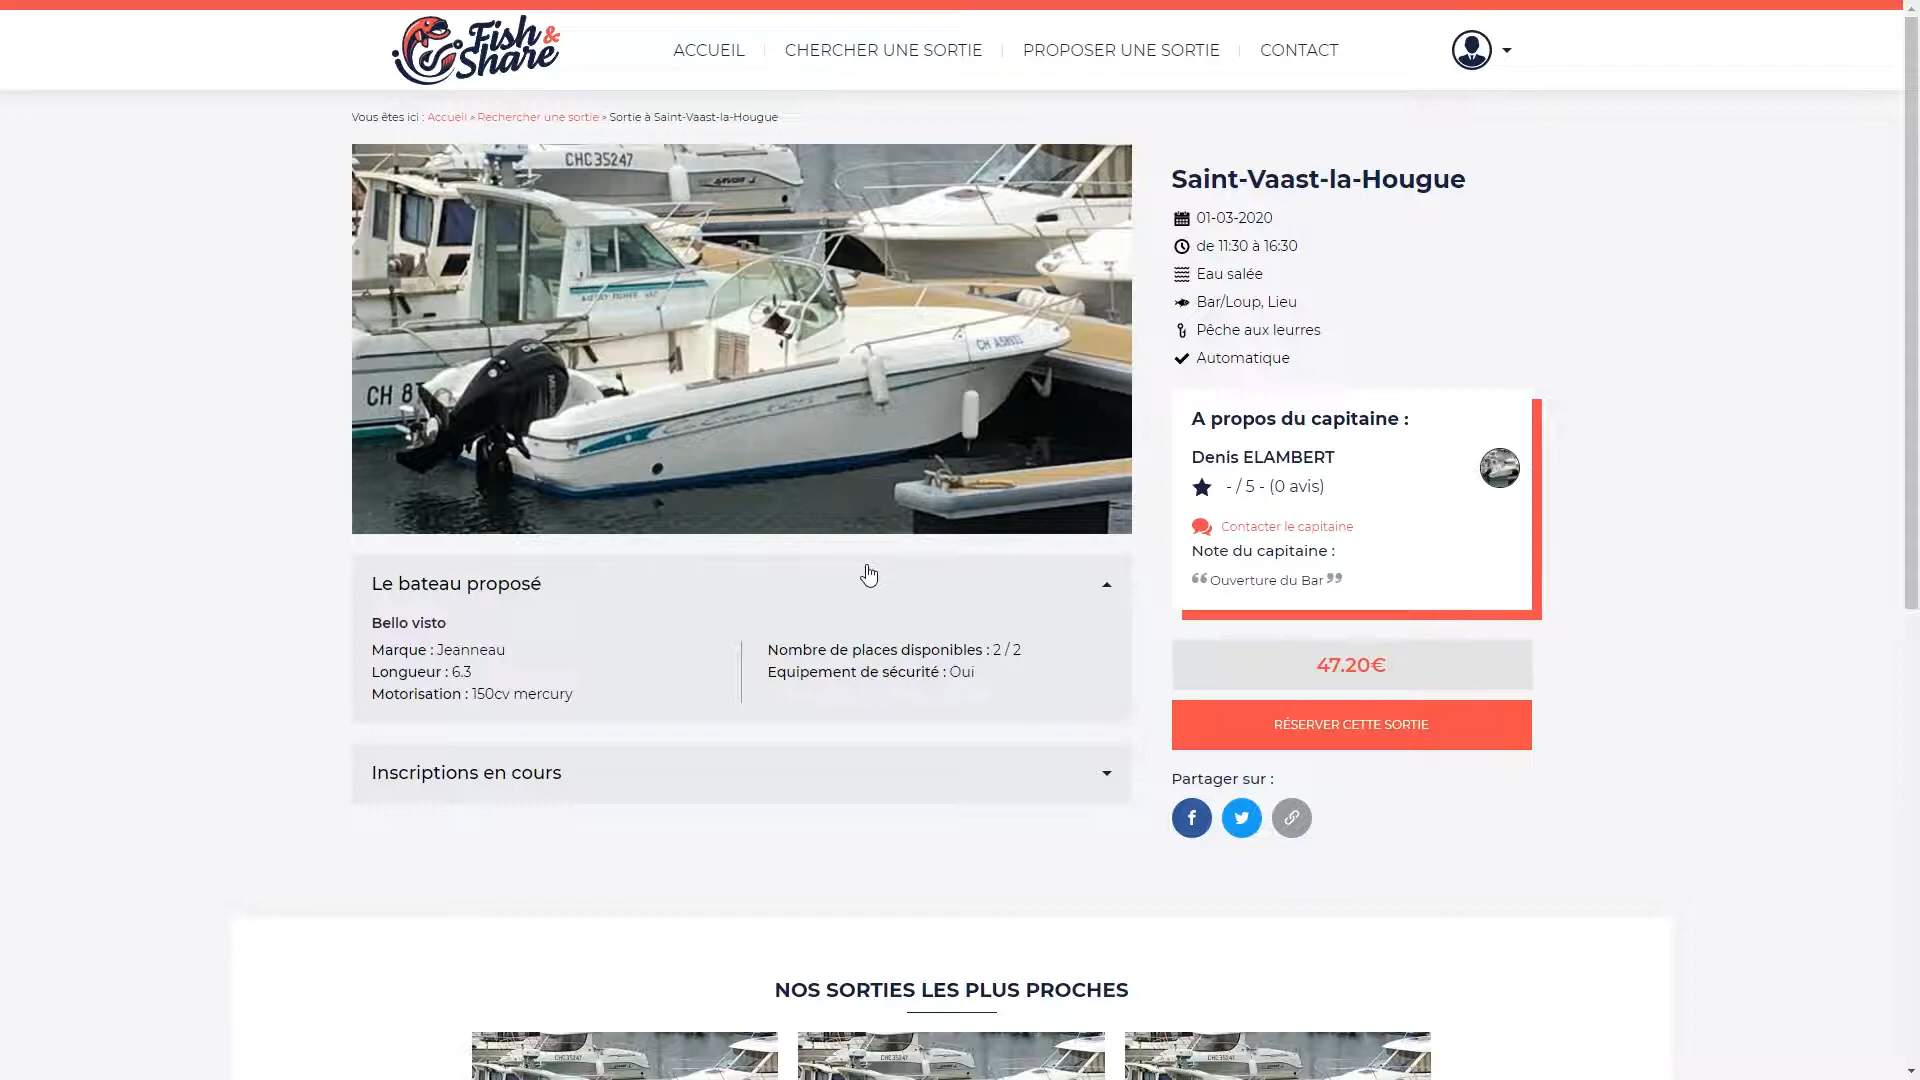 Fish &
Share
ACCUEIL
CHERCHER UNE SORTIE
PROPOSER UNE SORTIE
CONTACT
Vous êtes ici : Accueil » Rechercher une sortie » Sortie à Saint-Vaast-la-Hougue
CHC35247
CH 87
Saint-Vaast-la-Hougue
01-03-2020
de 11:30 à 16:30
Eau salée
Bar/Loup, Lieu
Pêche aux leurres
Automatique
A propos du capitaine :
Denis ELAMBERT
- / 5 - (0 avis)
Contacter le capitaine
Note du capitaine :
“ Ouverture du Bar ”
Le bateau proposé
Bello visto
Marque : Jeanneau
Longueur : 6.3
Motorisation : 150cv mercury
Nombre de places disponibles : 2 / 2
Equipement de sécurité : Oui
Inscriptions en cours
47.20€
RÉSERVER CETTE SORTIE
Partager sur :
NOS SORTIES LES PLUS PROCHES
CHC35247
CHC35247
CHC35247